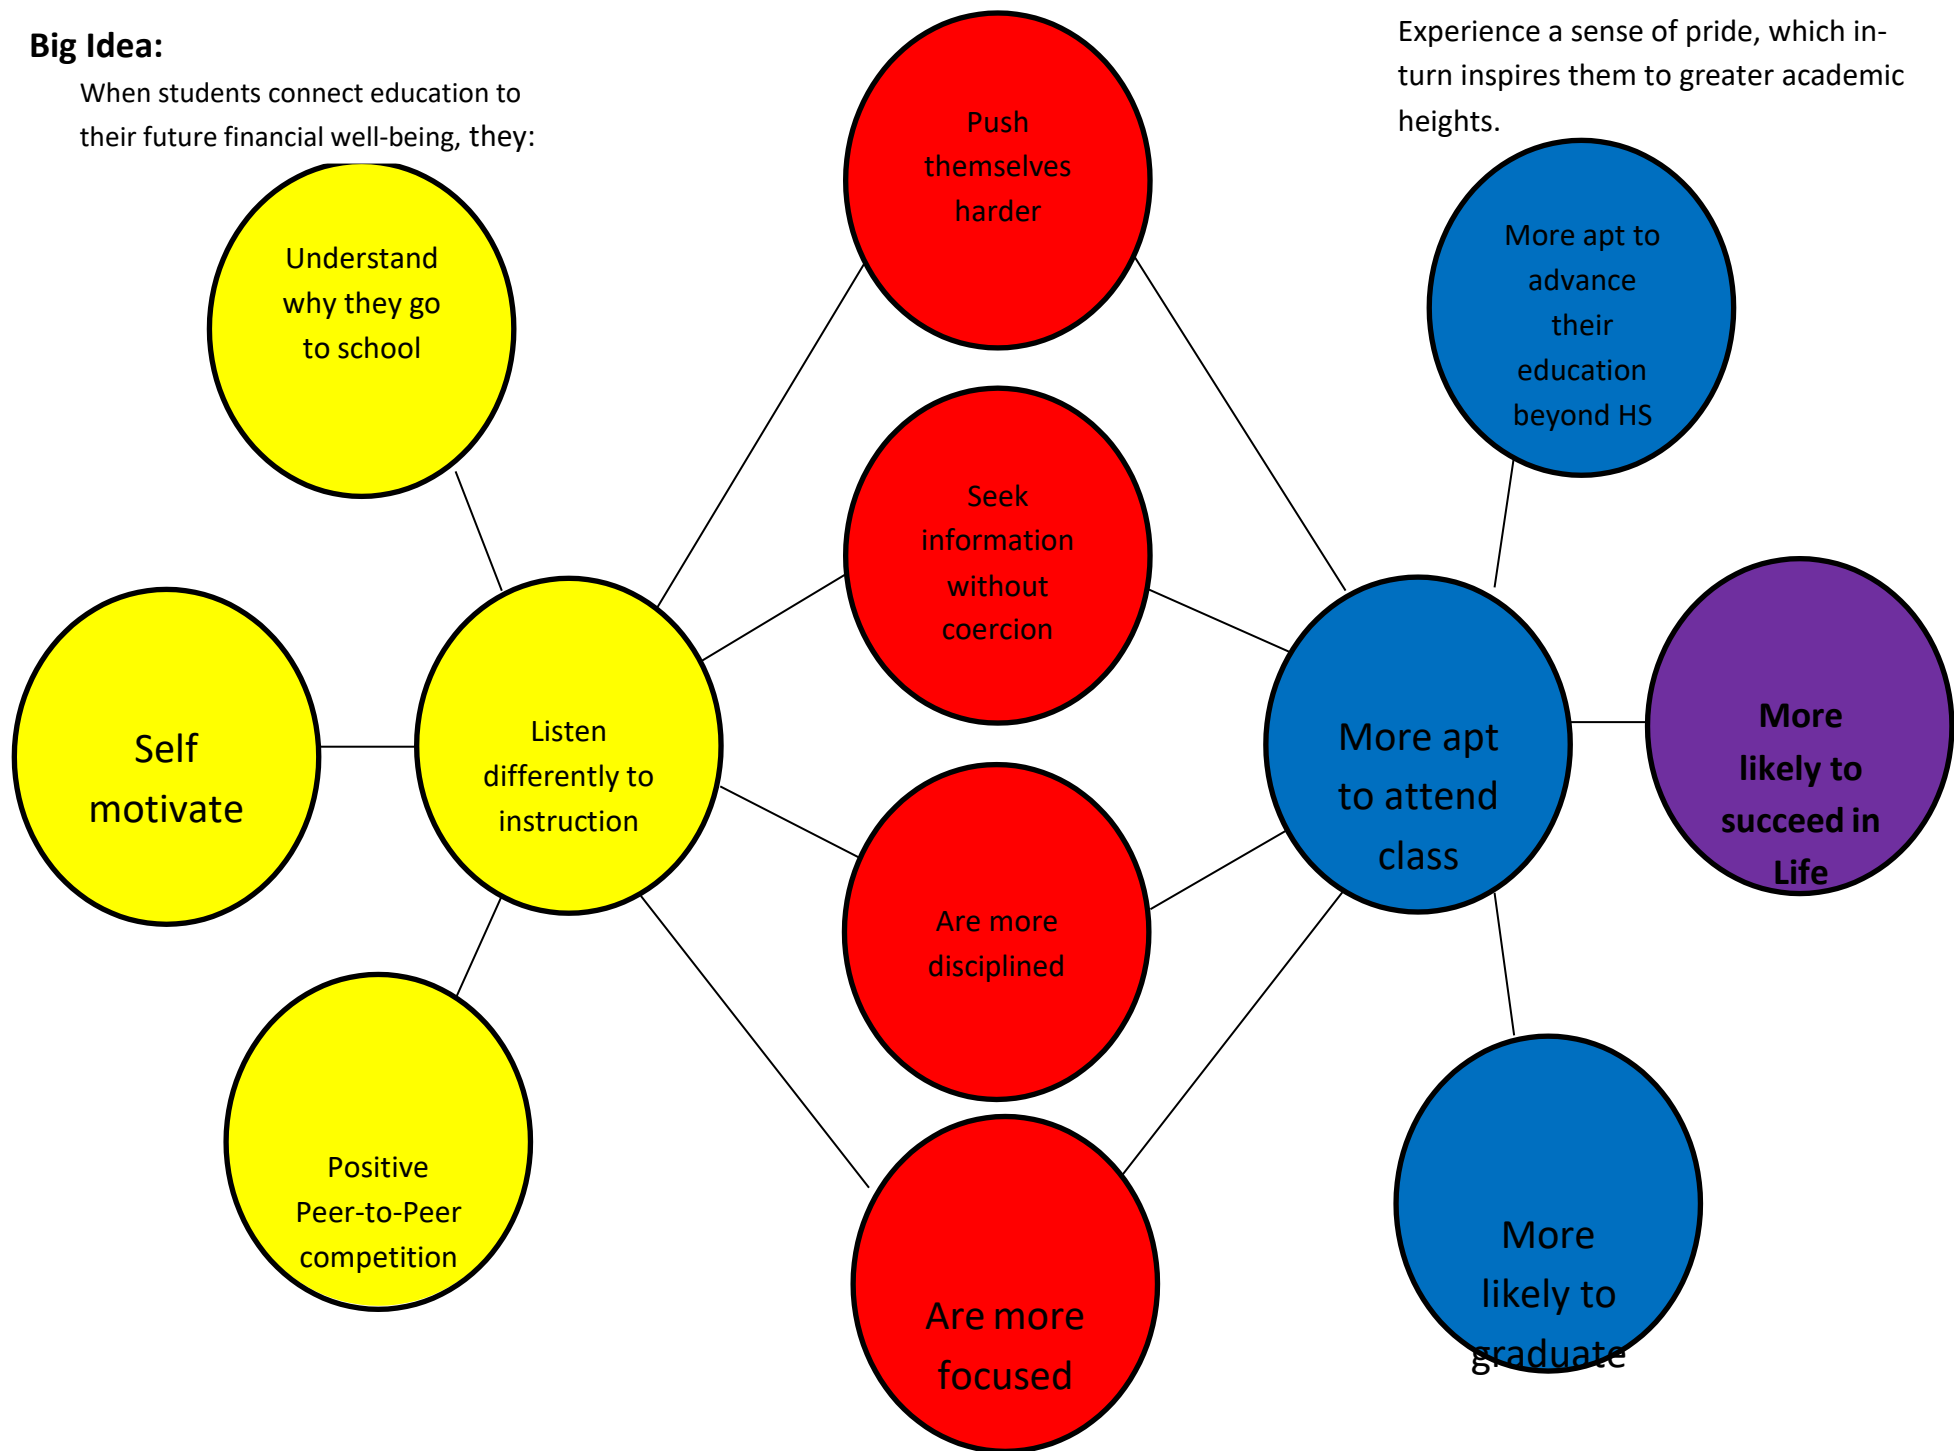 Big Idea:
When students connect education to
their future financial well-being, they:
Experience a sense of pride, which in-
turn inspires them to greater academic
heights.
Understand
why they go
to school
Self
motivate
Listen
differently to
instruction
Positive
Peer-to-Peer
competition
Push
themselves
harder
Seek
information
without
coercion
Are more
disciplined
Are more
focused
More apt to
advance
their
education
beyond HS
More apt
to attend
class
More
likely to
graduate
More
likely to
succeed in
Life